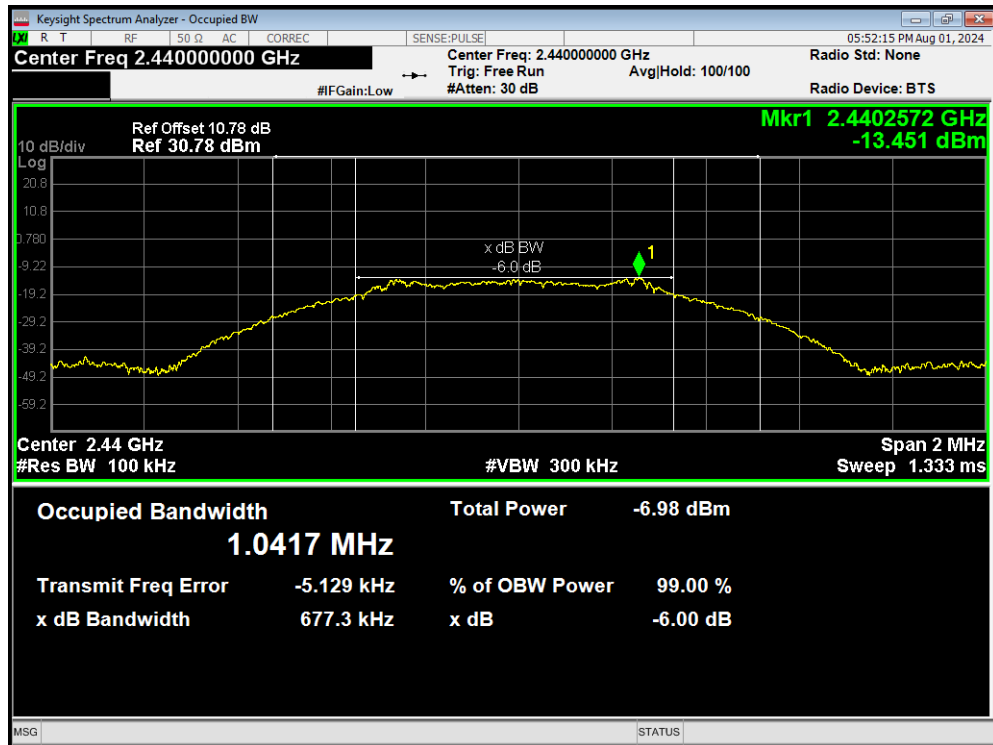 Keysight Spectrum Analyzer - Occupied BW
LXI R T RF 50 Ω AC CORREC SENSE:PULSE 05:52:15 PM Aug 01, 2024
Center Freq 2.440000000 GHz
Center Freq: 2.440000000 GHz
Radio Std: None
Trig: Free Run
Avg|Hold: 100/100
#IFGain:Low
#Atten: 30 dB
Radio Device: BTS
Mkr1 2.4402572 GHz
-13.451 dBm
Ref Offset 10.78 dB
10 dB/div
Ref 30.78 dBm
Log
20.8
10.8
0.780
-9.22
-19.2
-29.2
-39.2
-49.2
-59.2
x dB BW
-6.0 dB
1
Center 2.44 GHz
Span 2 MHz
#Res BW 100 kHz
#VBW 300 kHz
Sweep 1.333 ms
Occupied Bandwidth
Total Power -6.98 dBm
1.0417 MHz
Transmit Freq Error -5.129 kHz
% of OBW Power 99.00 %
x dB Bandwidth 677.3 kHz
x dB -6.00 dB
MSG
STATUS